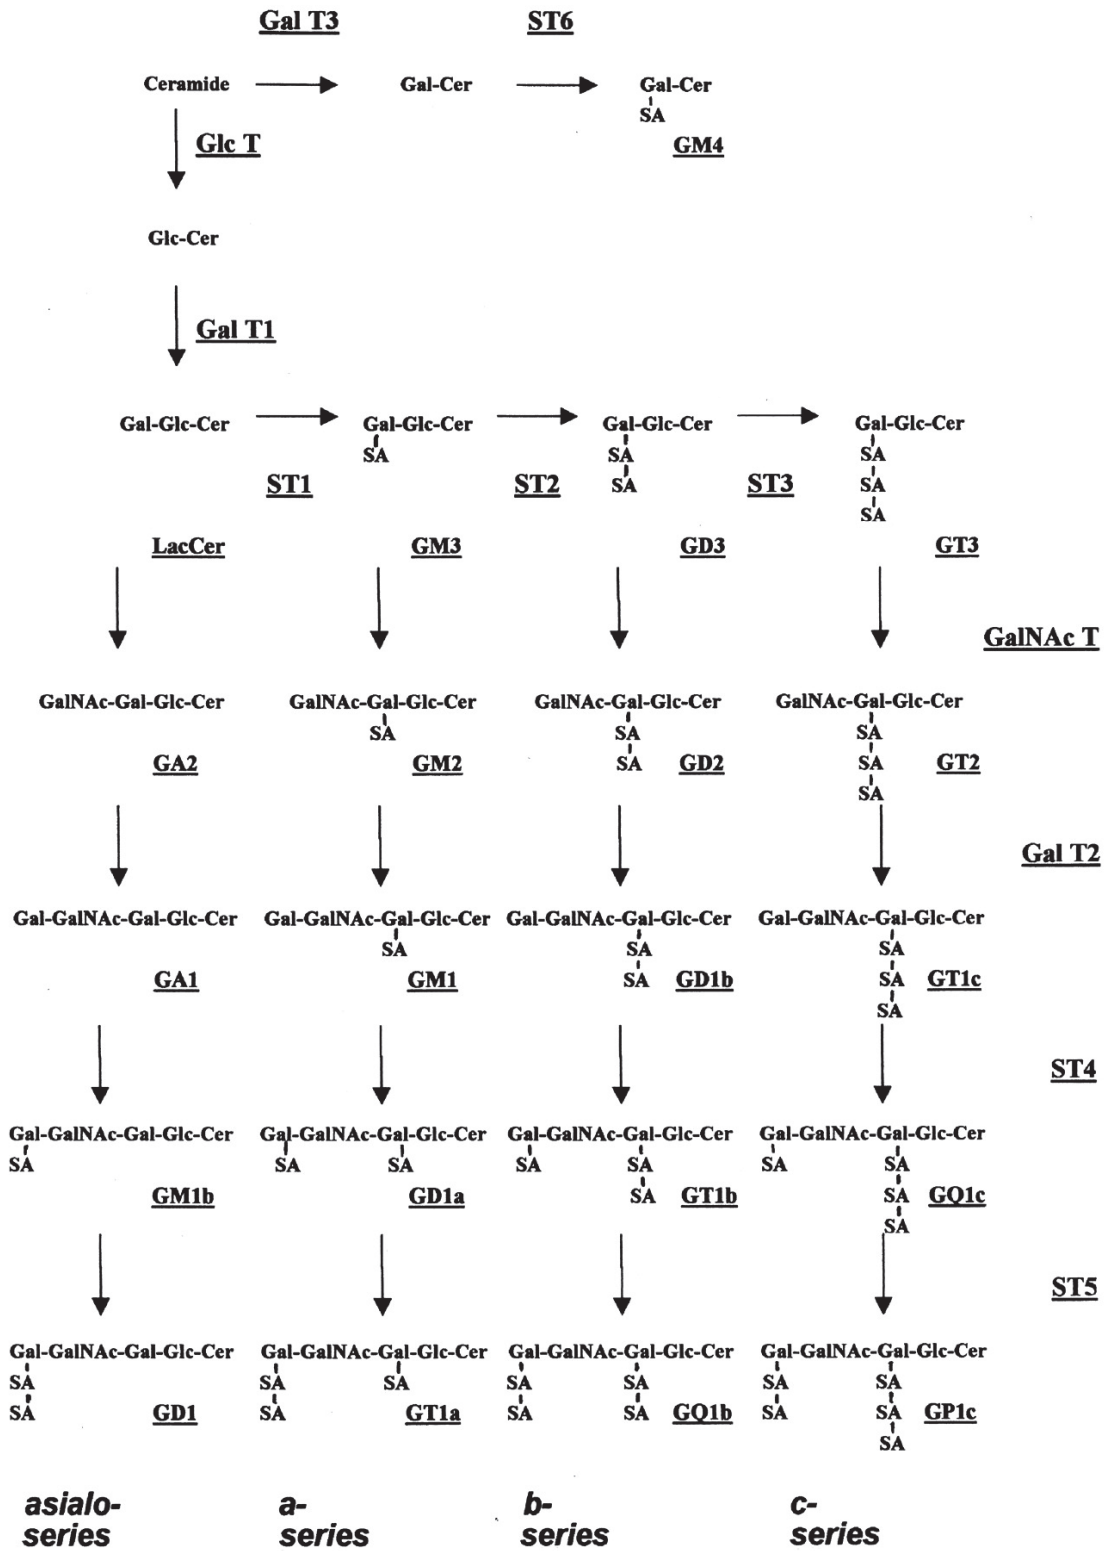 Gal T3 ST6
Ceramide Gal-Cer Gal-Cer
SA
Glc T GM4
Glc-Cer
Gal T1
Gal-Glc-Cer Gal-Glc-Cer Gal-Glc-Cer Gal-Glc-Cer
SA SA SA
ST1 ST2 SA ST3 SA
SA
LacCer GM3 GD3 GT3
GalNAc T
GalNAc-Gal-Glc-Cer GalNAc-Gal-Glc-Cer GalNAc-Gal-Glc-Cer GalNAc-Gal-Glc-Cer
SA SA SA
GA2 GM2 SA GD2 SA GT2
SA
Gal T2
Gal-GalNAc-Gal-Glc-Cer Gal-GalNAc-Gal-Glc-Cer Gal-GalNAc-Gal-Glc-Cer Gal-GalNAc-Gal-Glc-Cer
SA SA SA
GA1 GM1 SA GD1b SA GT1c
SA
ST4
Gal-GalNAc-Gal-Glc-Cer Gal-GalNAc-Gal-Glc-Cer Gal-GalNAc-Gal-Glc-Cer Gal-GalNAc-Gal-Glc-Cer
SA SA SA SA SA SA SA
GM1b GD1a SA GT1b SA GQ1c
SA
ST5
Gal-GalNAc-Gal-Glc-Cer Gal-GalNAc-Gal-Glc-Cer Gal-GalNAc-Gal-Glc-Cer Gal-GalNAc-Gal-Glc-Cer
SA SA SA SA SA SA SA
SA GD1 SA GT1a SA SA GQ1b SA SA GP1c
SA
asialo- a- b- c-
series series series series